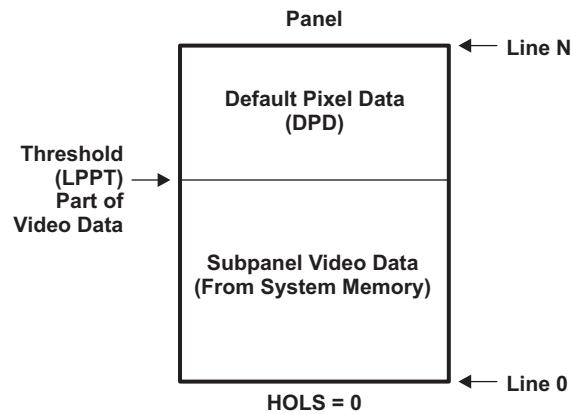 Panel
Line N
Default Pixel Data
(DPD)
Threshold
(LPPT)
Part of
Video Data
Subpanel Video Data
(From System Memory)
Line 0
HOLS = 0